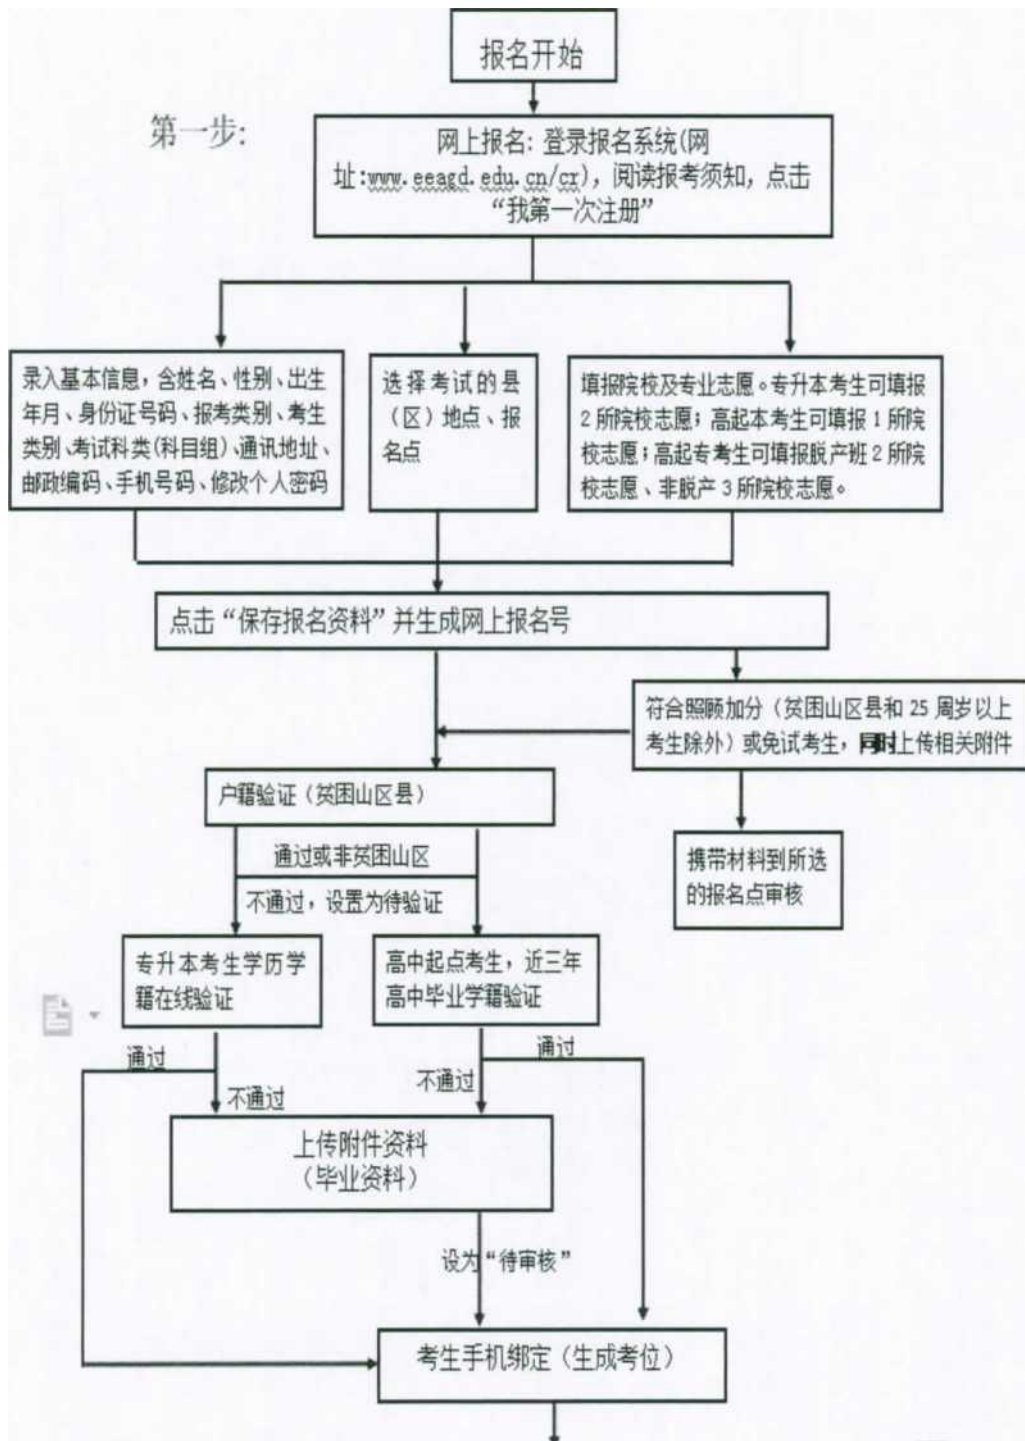 报名开始
第一步:
网上报名: 登录报名系统(网
址:www.eeagd.edu.cn/cr), 阅读报考须知, 点击
“我第一次注册”
录入基本信息, 含姓名、性别、出生
年月、身份证号码、报考类别、考生
类别、考试科类(科目组)、通讯地址、
邮政编码、手机号码、修改个人密码
选择考试的县
（区）地点、报
名点
填报院校及专业志愿。专升本考生可填报
2 所院校志愿; 高起本考生可填报 1 所院
校志愿; 高起专考生可填报脱产班 2 所院
校志愿、非脱产 3 所院校志愿。
点击“保存报名资料”并生成网上报名号
符合照顾加分（贫困山区县和 25 周岁以上
考生除外）或免试考生, 同时上传相关附件
户籍验证（贫困山区县）
携带材料到所选
的报名点审核
通过或非贫困山区
不通过, 设置为待验证
专升本考生学历学
籍在线验证
高中起点考生, 近三年
高中毕业学籍验证
通过
不通过
通过
不通过
上传附件资料
（毕业资料）
设为“待审核”
考生手机绑定（生成考位）